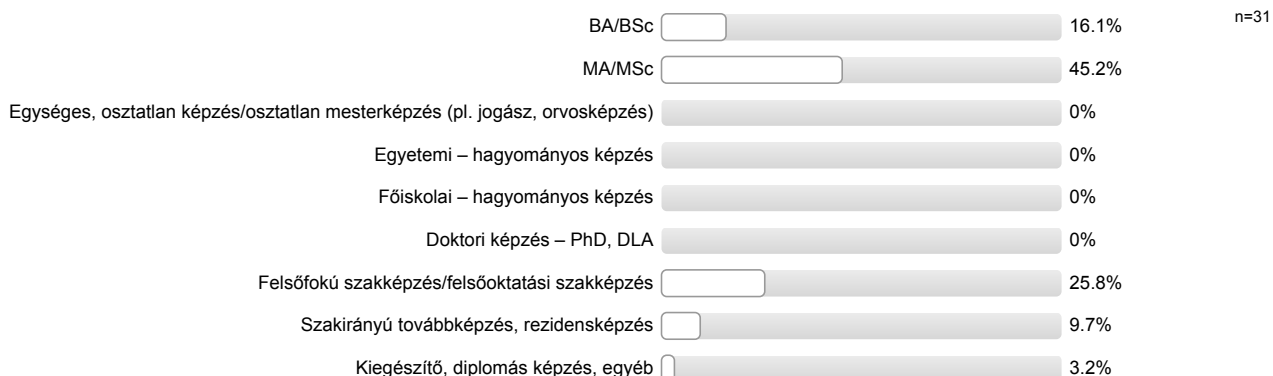 n=31
BA/BSc 16.1%
MA/MSc 45.2%
Egységes, osztatlan képzés/osztatlan mesterképzés (pl. jogász, orvosképzés) 0%
Egyetemi – hagyományos képzés 0%
Főiskolai – hagyományos képzés 0%
Doktori képzés – PhD, DLA 0%
Felsőfokú szakképzés/felsőoktatási szakképzés 25.8%
Szakirányú továbbképzés, rezidensképzés 9.7%
Kiegészítő, diplomás képzés, egyéb 3.2%